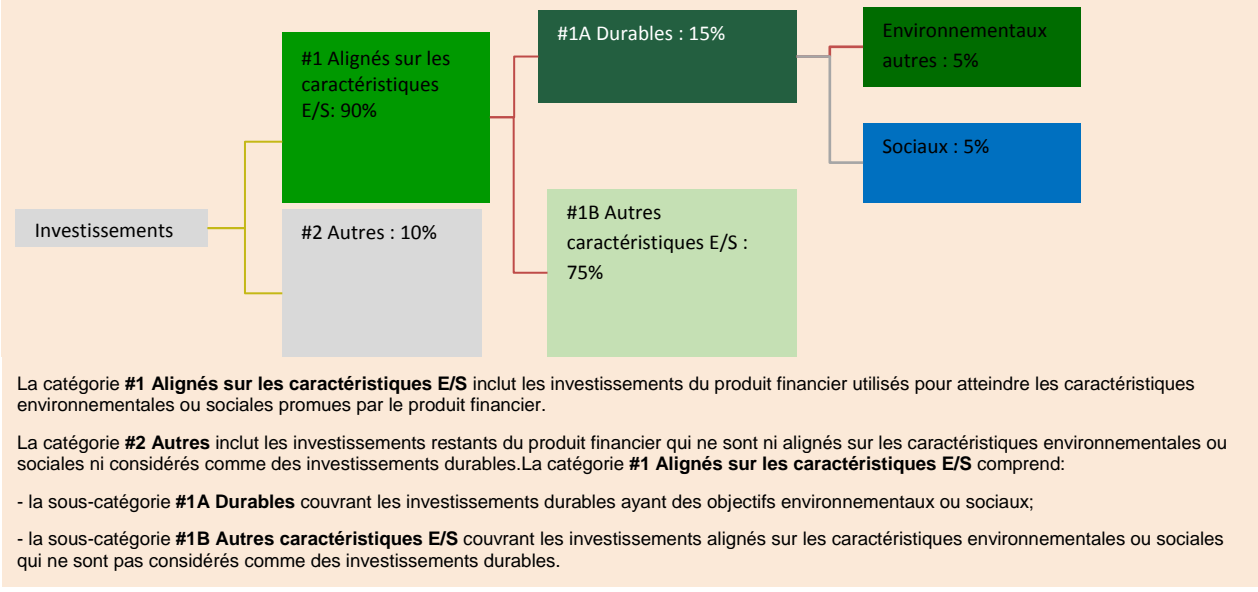 Investissements
#1 Alignés sur les
caractéristiques
E/S: 90%
#2 Autres : 10%
#1A Durables : 15%
#1B Autres
caractéristiques E/S :
75%
Environnementaux
autres : 5%
Sociaux : 5%
La catégorie #1 Alignés sur les caractéristiques E/S inclut les investissements du produit financier utilisés pour atteindre les caractéristiques
environnementales ou sociales promues par le produit financier.
La catégorie #2 Autres inclut les investissements restants du produit financier qui ne sont ni alignés sur les caractéristiques environnementales ou
sociales ni considérés comme des investissements durables.La catégorie #1 Alignés sur les caractéristiques E/S comprend:
- la sous-catégorie #1A Durables couvrant les investissements durables ayant des objectifs environnementaux ou sociaux;
- la sous-catégorie #1B Autres caractéristiques E/S couvrant les investissements alignés sur les caractéristiques environnementales ou sociales
qui ne sont pas considérés comme des investissements durables.